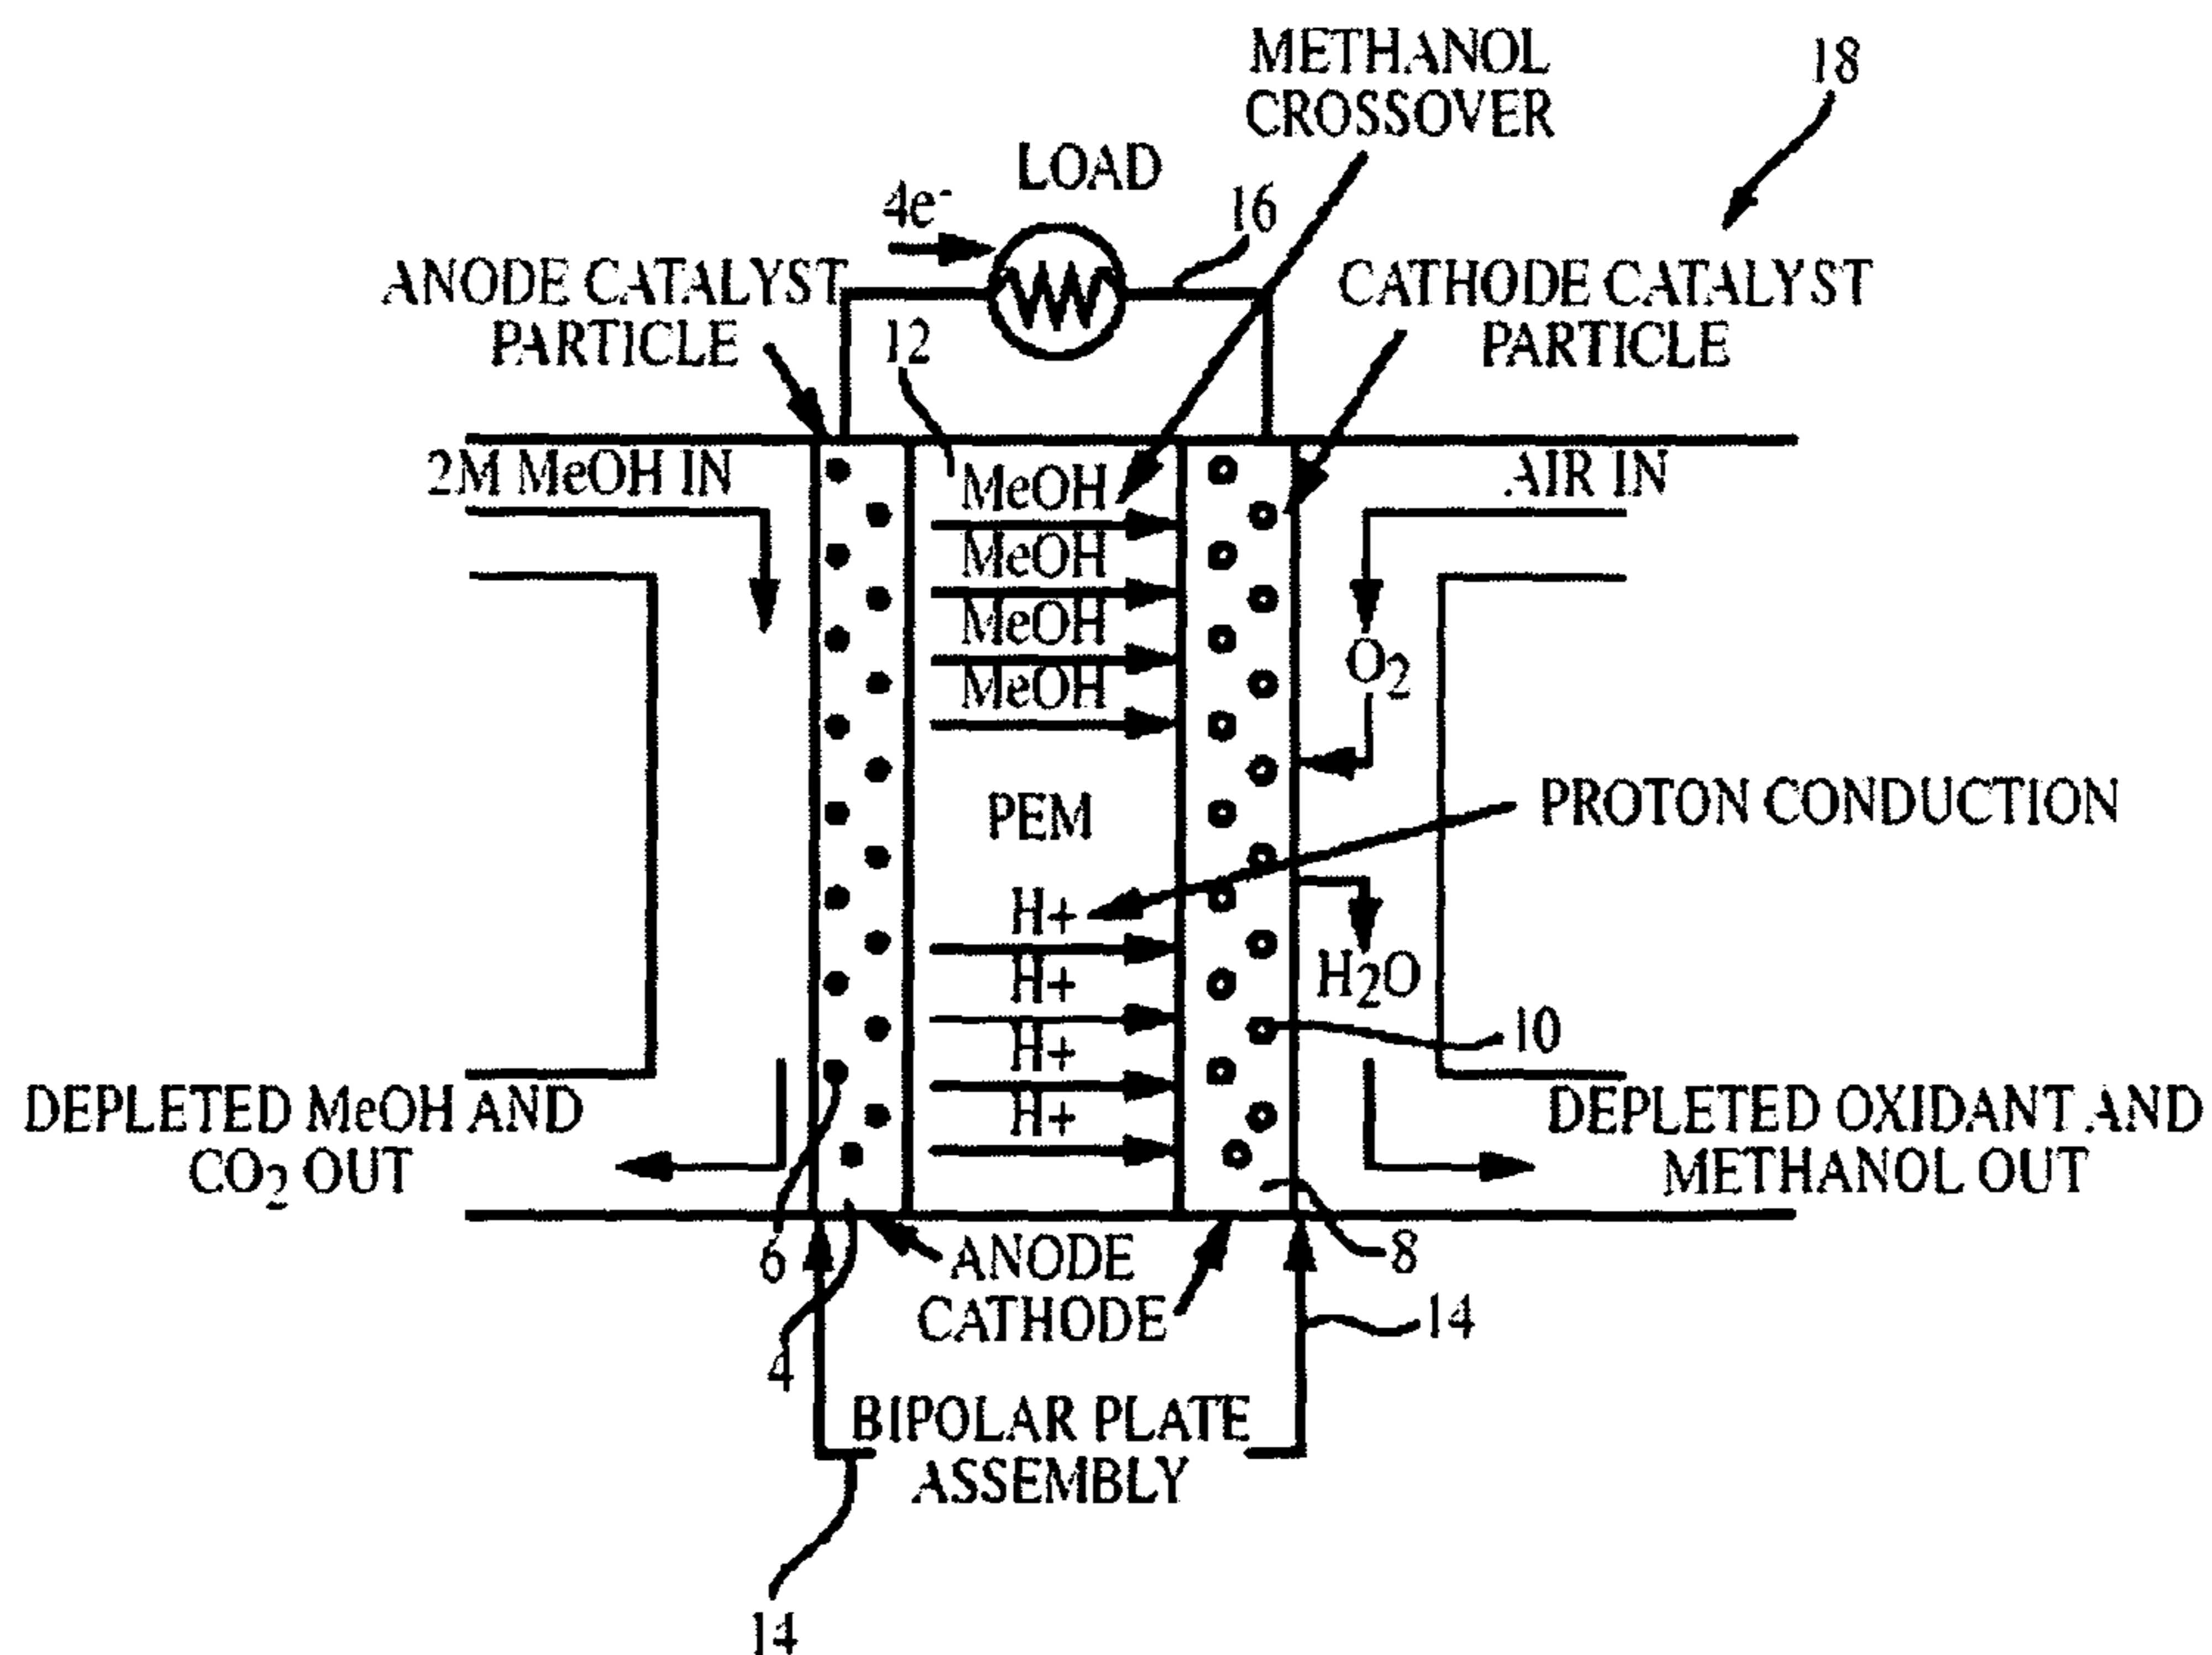 METHANOL
CROSSOVER
18
LOAD
4e-
16
ANODE CATALYST
PARTICLE
12
CATHODE CATALYST
PARTICLE
2M MeOH IN
MeOH
MeOH
MeOH
MeOH
AIR IN
O2
PEM
PROTON CONDUCTION
H+
H+
H+
H+
H2O
10
DEPLETED MeOH AND
CO2 OUT
DEPLETED OXIDANT AND
METHANOL OUT
6
ANODE
8
CATHODE
14
4
BIPOLAR PLATE
ASSEMBLY
14